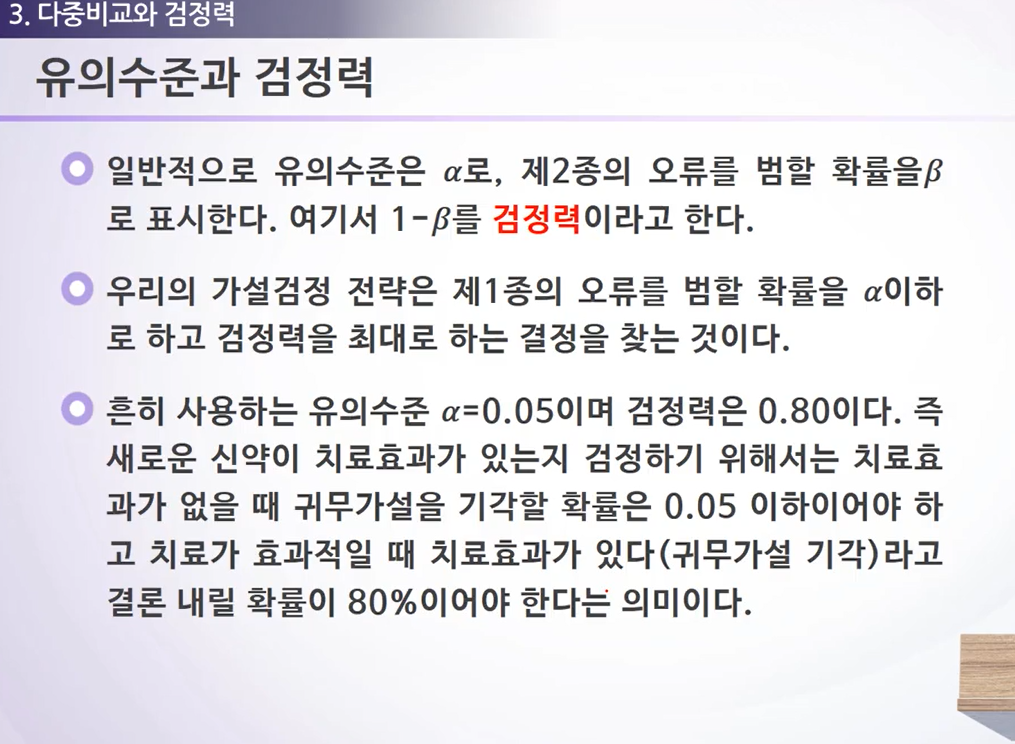 3. 다중비교와 검정력
유의수준과 검정력
일반적으로 유의수준은 α로, 제2종의 오류를 범할 확률을β
로 표시한다. 여기서 1-β를 검정력이라고 한다.
우리의 가설검정 전략은 제1종의 오류를 범할 확률을 α이하
로 하고 검정력을 최대로 하는 결정을 찾는 것이다.
흔히 사용하는 유의수준 α=0.05이며 검정력은 0.80이다. 즉
새로운 신약이 치료효과가 있는지 검정하기 위해서는 치료효
과가 없을 때 귀무가설을 기각할 확률은 0.05 이하이어야 하
고 치료가 효과적일 때 치료효과가 있다(귀무가설 기각)라고
결론 내릴 확률이 80%이어야 한다는 의미이다.